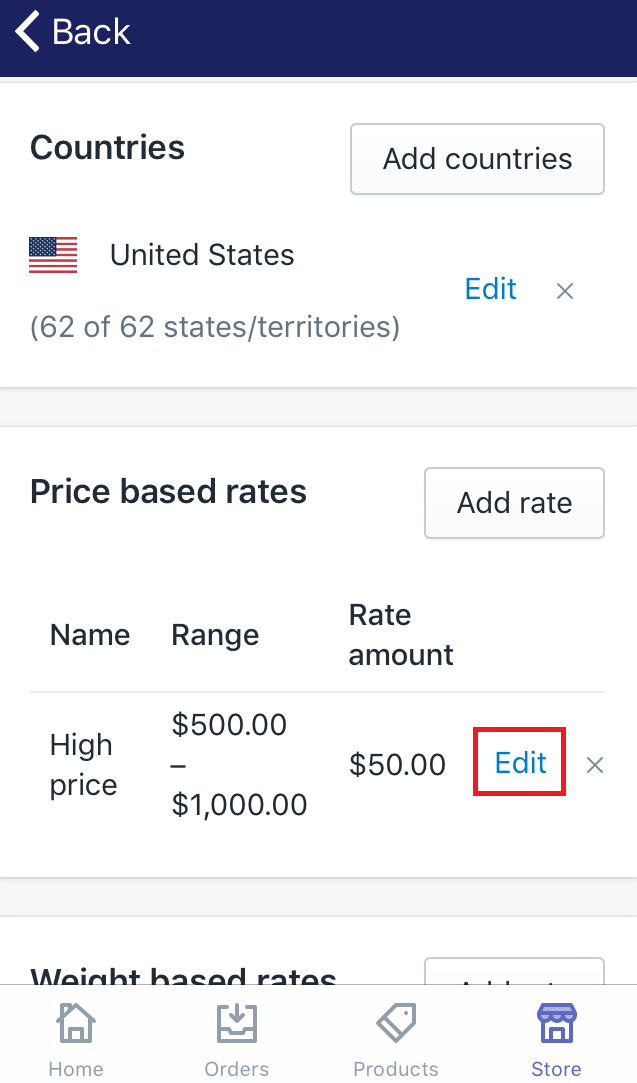 Back
Countries
Add countries
United States
Edit ×
(62 of 62 states/territories)
Price based rates
Add rate
Name Range Rate amount
High price $500.00 – $1,000.00 $50.00 Edit ×
Weight based rates
Home Orders Products Store